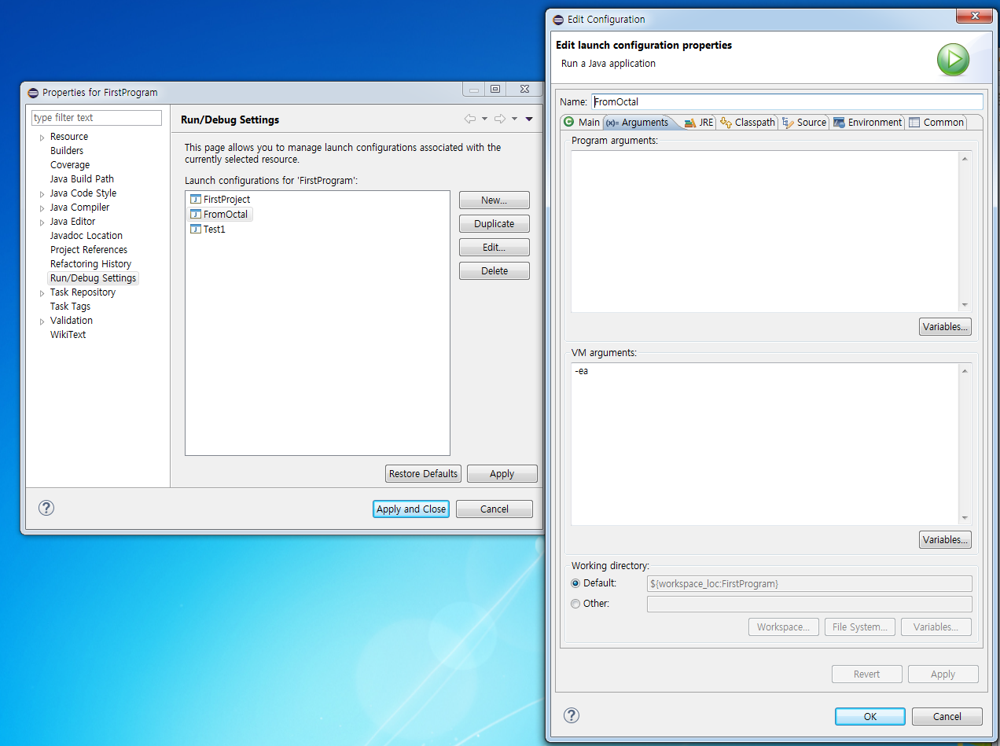 Properties for FirstProgram
type filter text
Resource
Builders
Coverage
Java Build Path
Java Code Style
Java Compiler
Java Editor
Javadoc Location
Project References
Refactoring History
Run/Debug Settings
Task Repository
Task Tags
Validation
WikiText
Run/Debug Settings
This page allows you to manage launch configurations associated with the
currently selected resource.
Launch configurations for 'FirstProgram':
FirstProject
FromOctal
Test1
New...
Duplicate
Edit...
Delete
Restore Defaults
Apply
Apply and Close
Cancel
Edit Configuration
Edit launch configuration properties
Run a Java application
Name: FromOctal
Main (x)= Arguments JRE Classpath Source Environment Common
Program arguments:
Variables...
VM arguments:
-ea
Variables...
Working directory:
Default: ${workspace_loc:FirstProgram}
Other:
Workspace... File System... Variables...
Revert Apply
OK Cancel